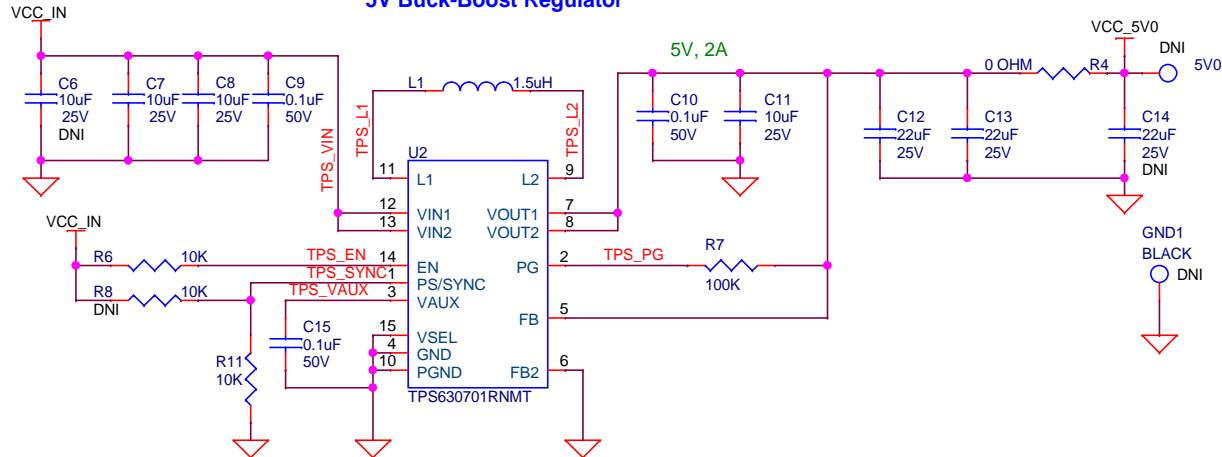 5V Buck-Boost Regulator
VCC_IN
C6
10uF
25V
DNI
C7
10uF
25V
C8
10uF
25V
C9
0.1uF
50V
TPS_VIN
L1
1.5uH
TPS_L1
TPS_L2
5V, 2A
C10
0.1uF
50V
C11
10uF
25V
0 OHM
R4
VCC_5V0
DNI
5V0
C12
22uF
25V
C13
22uF
25V
C14
22uF
25V
DNI
GND1
BLACK
DNI
U2
11
L1
L2
9
12
VIN1
VOUT1
7
13
VIN2
VOUT2
8
14
EN
PG
2
1
PS/SYNC
3
VAUX
FB
5
15
VSEL
4
GND
10
PGND
FB2
6
TPS630701RNMT
VCC_IN
R6
10K
TPS_EN
TPS_SYNC
R8
10K
DNI
TPS_VAUX
C15
0.1uF
50V
R11
10K
TPS_PG
R7
100K